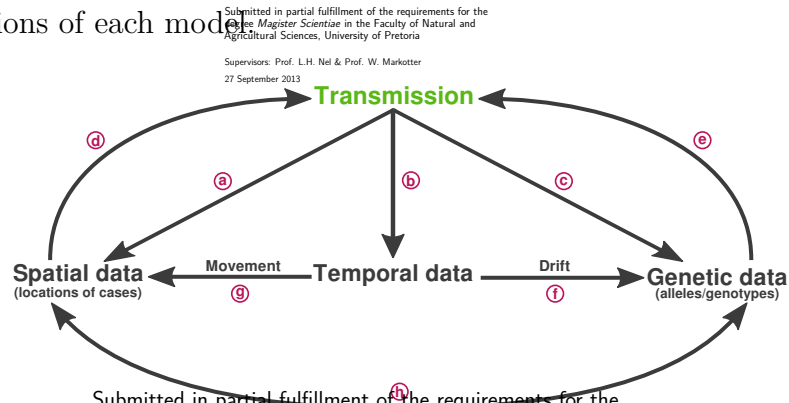 ions of each model.
Submitted in partial fulfillment of the requirements for the
degree Magister Scientiae in the Faculty of Natural and
Agricultural Sciences, University of Pretoria
Supervisors: Prof. L.H. Nel & Prof. W. Markotter
27 September 2013
Transmission
d
e
a
b
c
Spatial data
(locations of cases)
Movement
g
Temporal data
Drift
f
Genetic data
(alleles/genotypes)
h
Submitted in partial fulfillment of the requirements for the